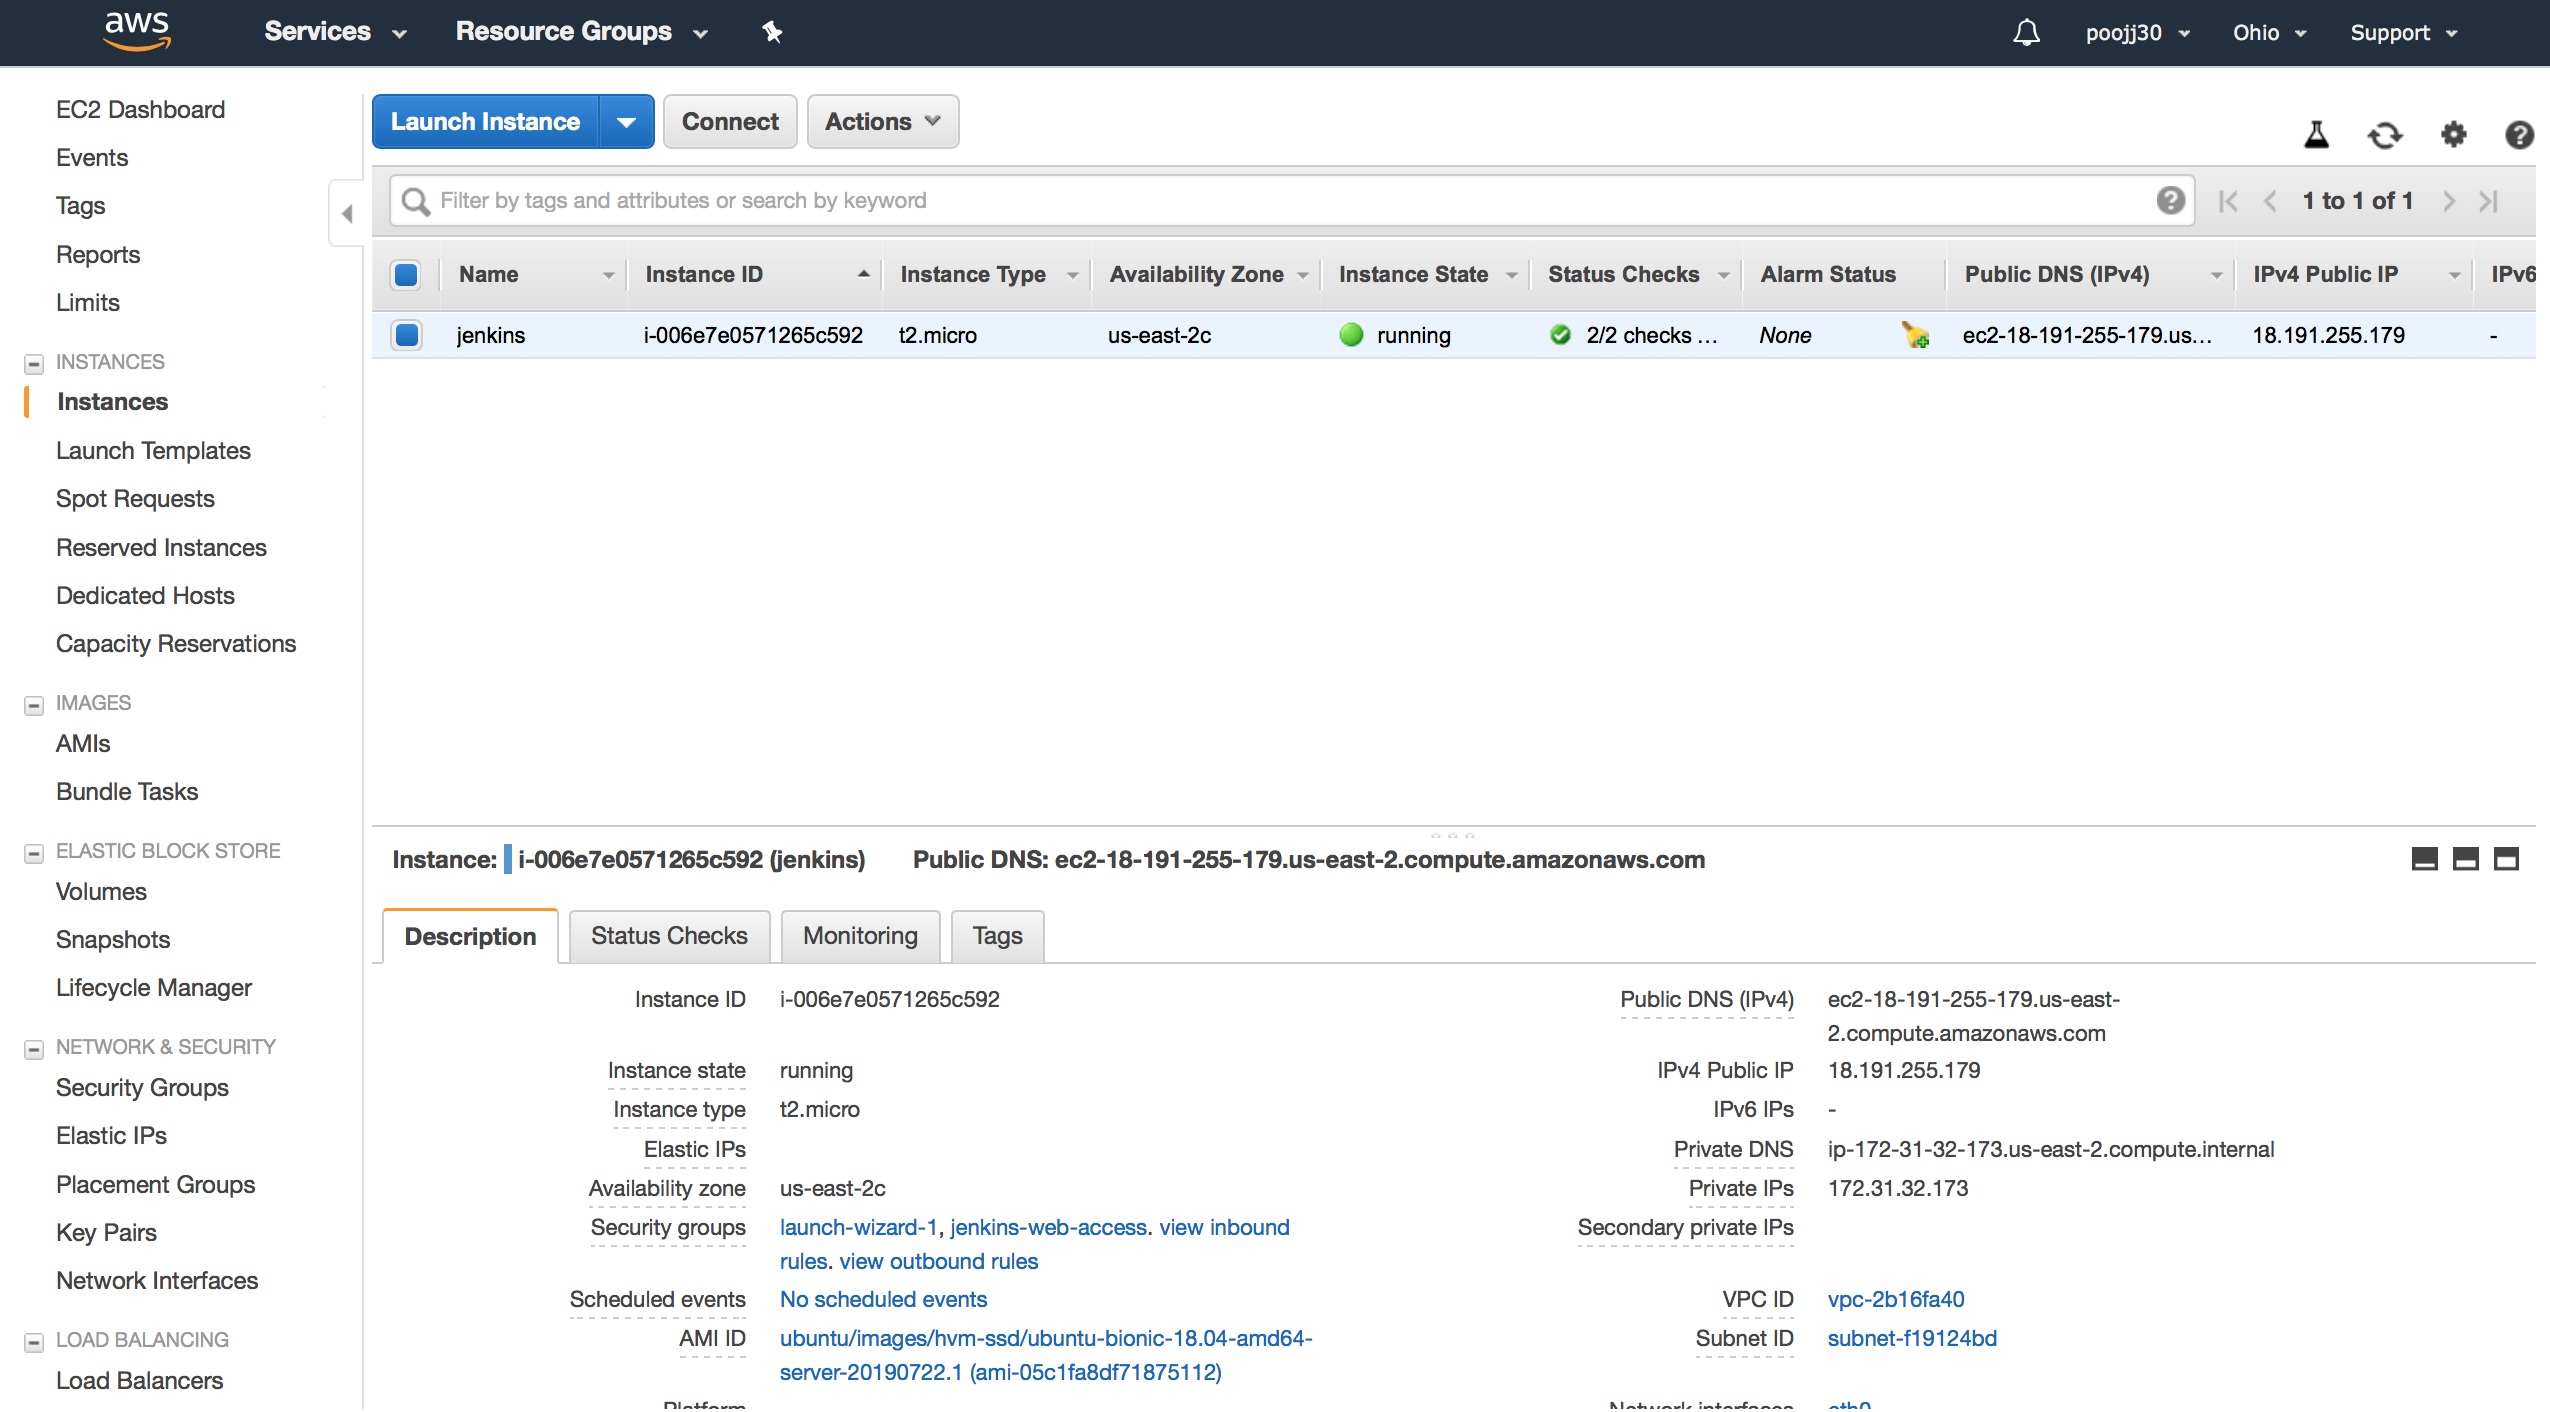 aws Services Resource Groups poojj30 Ohio Support
EC2 Dashboard
Events
Tags
Reports
Limits
INSTANCES
Instances
Launch Templates
Spot Requests
Reserved Instances
Dedicated Hosts
Capacity Reservations
IMAGES
AMIs
Bundle Tasks
ELASTIC BLOCK STORE
Volumes
Snapshots
Lifecycle Manager
NETWORK & SECURITY
Security Groups
Elastic IPs
Placement Groups
Key Pairs
Network Interfaces
LOAD BALANCING
Load Balancers
Launch Instance Connect Actions
Filter by tags and attributes or search by keyword 1 to 1 of 1
Name Instance ID Instance Type Availability Zone Instance State Status Checks Alarm Status Public DNS (IPv4) IPv4 Public IP IPv6
jenkins i-006e7e0571265c592 t2.micro us-east-2c running 2/2 checks ... None ec2-18-191-255-179.us... 18.191.255.179 -
Instance: i-006e7e0571265c592 (jenkins) Public DNS: ec2-18-191-255-179.us-east-2.compute.amazonaws.com
Description Status Checks Monitoring Tags
Instance ID i-006e7e0571265c592
Instance state running
Instance type t2.micro
Elastic IPs
Availability zone us-east-2c
Security groups launch-wizard-1, jenkins-web-access. view inbound
rules. view outbound rules
Scheduled events No scheduled events
AMI ID ubuntu/images/hvm-ssd/ubuntu-bionic-18.04-amd64-
server-20190722.1 (ami-05c1fa8df71875112)
Platform
Public DNS (IPv4) ec2-18-191-255-179.us-east-
2.compute.amazonaws.com
IPv4 Public IP 18.191.255.179
IPv6 IPs -
Private DNS ip-172-31-32-173.us-east-2.compute.internal
Private IPs 172.31.32.173
Secondary private IPs
VPC ID vpc-2b16fa40
Subnet ID subnet-f19124bd
Network interfaces eth0